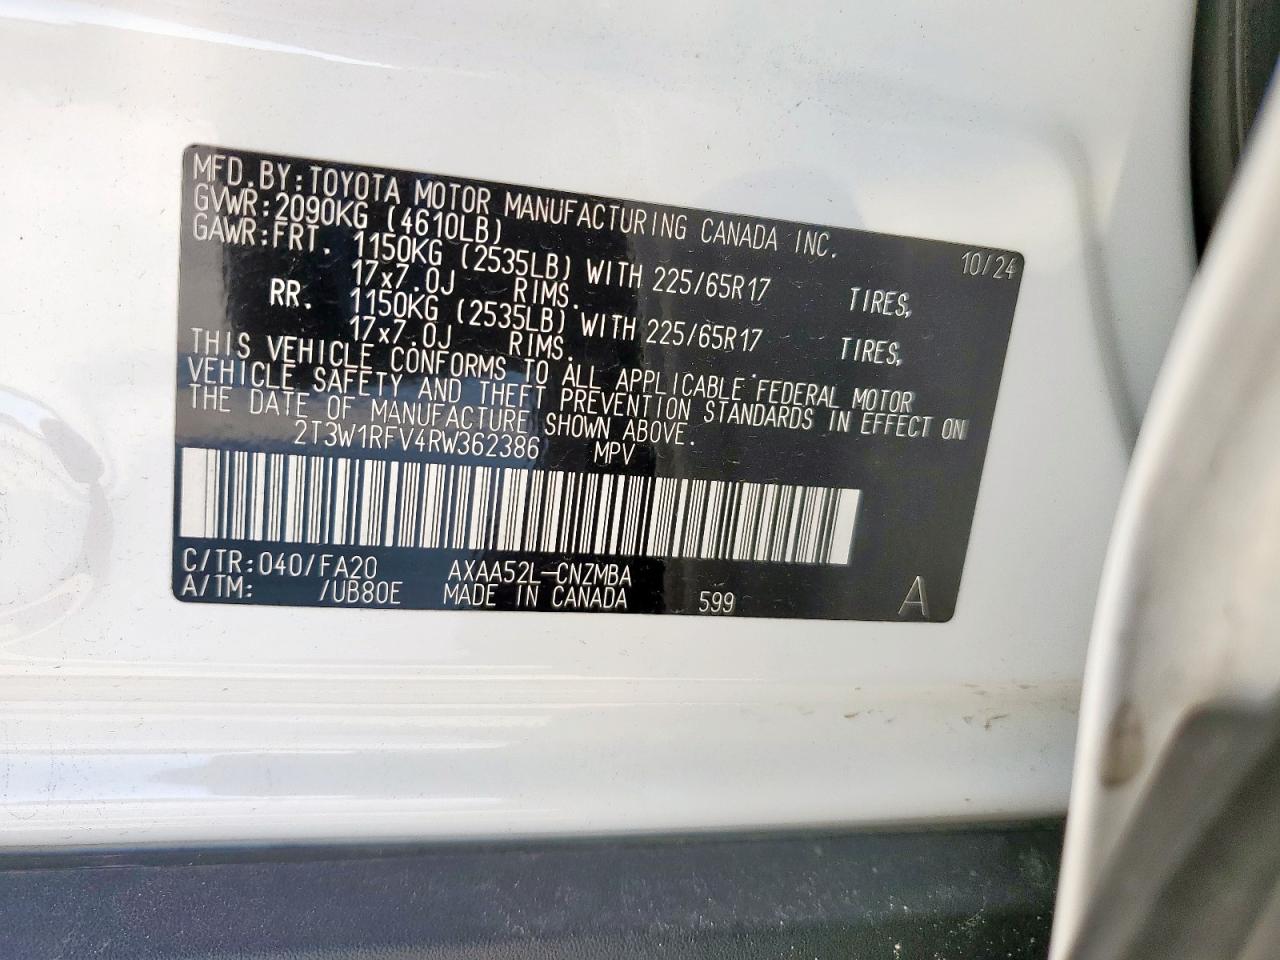 MFD.BY:TOYOTA MOTOR MANUFACTURING CANADA INC. 10/24
GVWR:2090KG (4610LB)
GAWR:FRT. 1150KG (2535LB) WITH 225/65R17 TIRES,
17x7.0J RIMS.
RR. 1150KG (2535LB) WITH 225/65R17 TIRES,
17x7.0J RIMS.
THIS VEHICLE CONFORMS TO ALL APPLICABLE FEDERAL MOTOR
VEHICLE SAFETY AND THEFT PREVENTION STANDARDS IN EFFECT ON
THE DATE OF MANUFACTURE SHOWN ABOVE.
2T3W1RFV4RW362386 MPV
C/TR:040/FA20 AXAA52L-CNZMBA
A/TM: /UB80E MADE IN CANADA 599 A